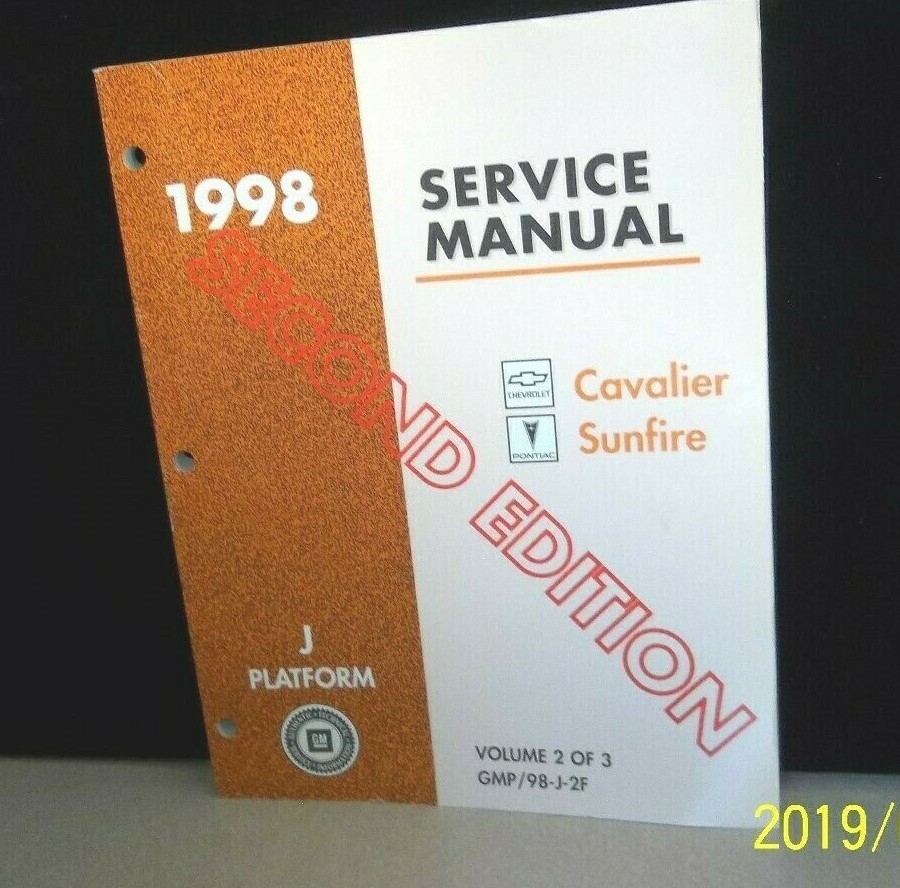 1998
SERVICE
MANUAL
SECOND EDITION
CHEVROLET
Cavalier
PONTIAC
Sunfire
J
PLATFORM
GM
VOLUME 2 OF 3
GMP/98-J-2F
2019/